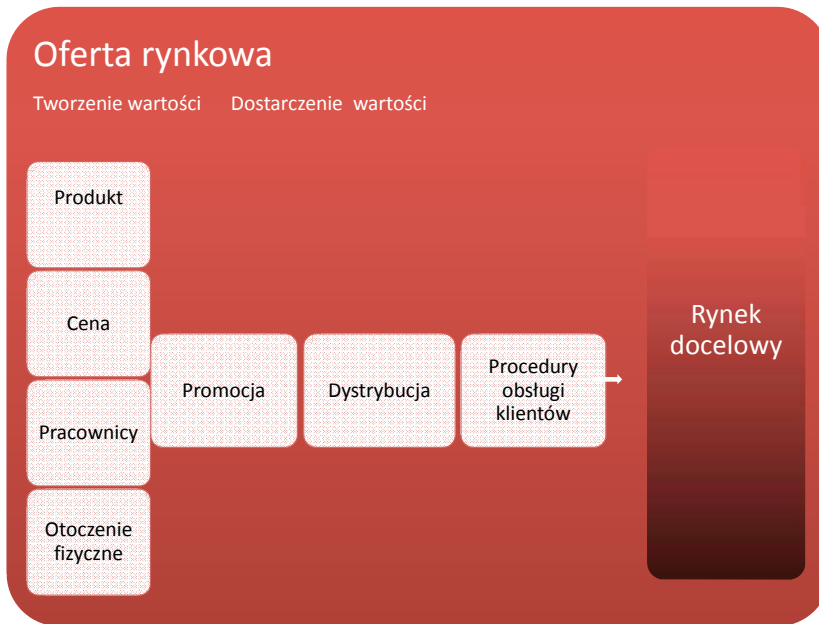 Oferta rynkowa
Tworzenie wartości Dostarczenie wartości
Produkt
Cena
Pracownicy
Otoczenie
fizyczne
Promocja
Dystrybucja
Procedury
obsługi
klientów
Rynek
docelowy